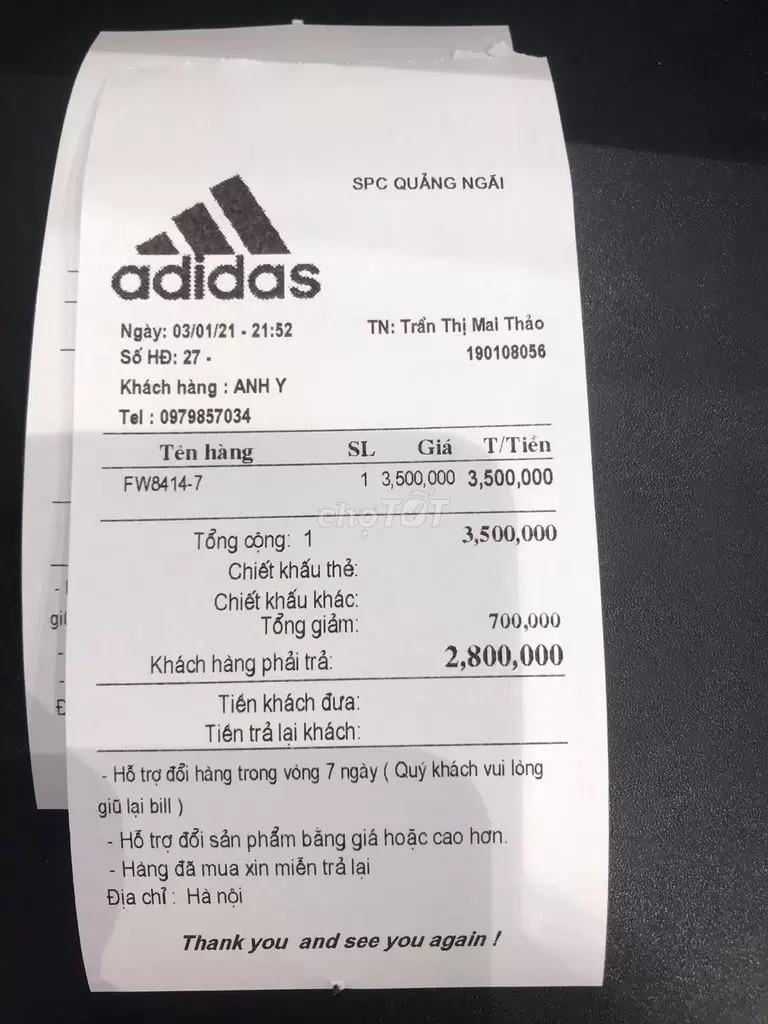 SPC QUẢNG NGÃI
adidas
Ngày: 03/01/21 - 21:52 TN: Trần Thị Mai Thảo
Số HĐ: 27 - 190108056
Khách hàng : ANH Y
Tel : 0979857034
Tên hàng SL Giá T/Tiền
FW8414-7 1 3,500,000 3,500,000
chợTỐT
Tổng cộng: 1 3,500,000
Chiết khấu thẻ:
Chiết khấu khác:
Tổng giảm: 700,000
Khách hàng phải trả: 2,800,000
Tiền khách đưa:
Tiền trả lại khách:
- Hỗ trợ đổi hàng trong vòng 7 ngày ( Quý khách vui lòng
giũ lại bill )
- Hỗ trợ đổi sản phẩm bằng giá hoặc cao hơn.
- Hàng đã mua xin miễn trả lại
Địa chỉ : Hà nội
Thank you and see you again !